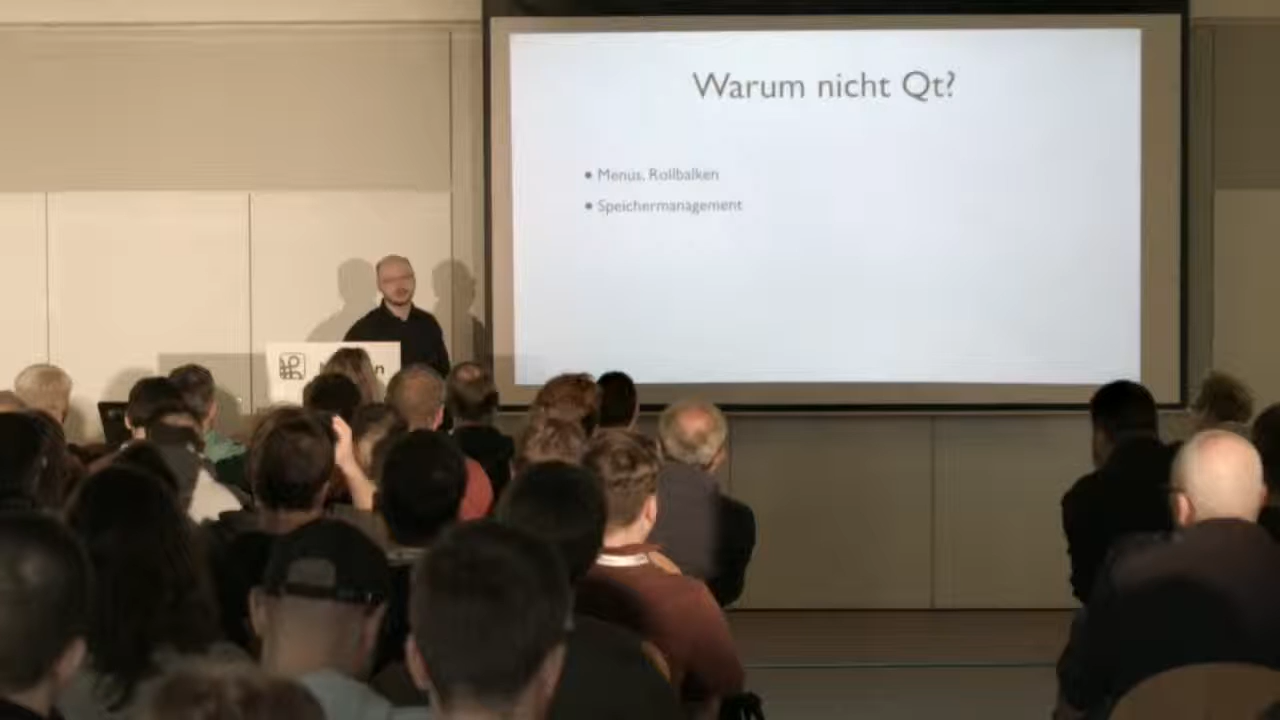 Warum nicht Qt?
• Menus, Rollbalken
• Speichermanagement